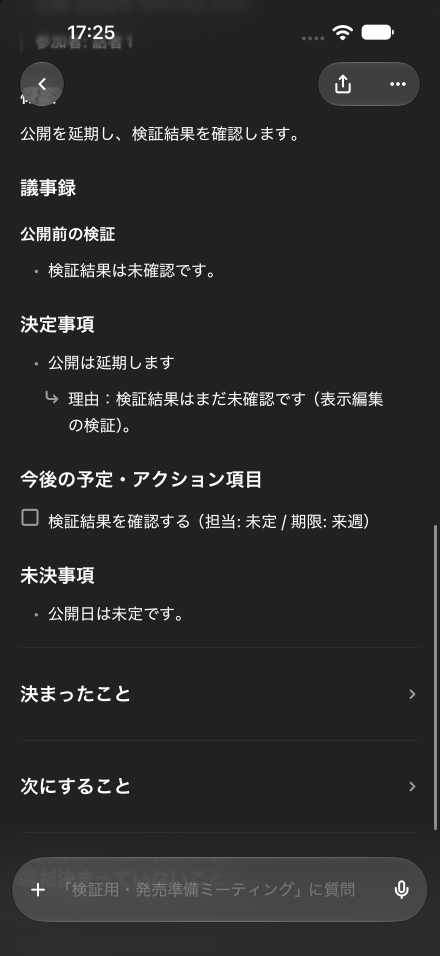 17:25
参加者: 話者 1
公開を延期し、検証結果を確認します。
議事録
公開前の検証
・検証結果は未確認です。
決定事項
・公開は延期します
↳ 理由：検証結果はまだ未確認です（表示編集
の検証）。
今後の予定・アクション項目
検証結果を確認する（担当: 未定 / 期限: 来週）
未決事項
・公開日は未定です。
決まったこと
次にすること
「検証用・発売準備ミーティング」に質問